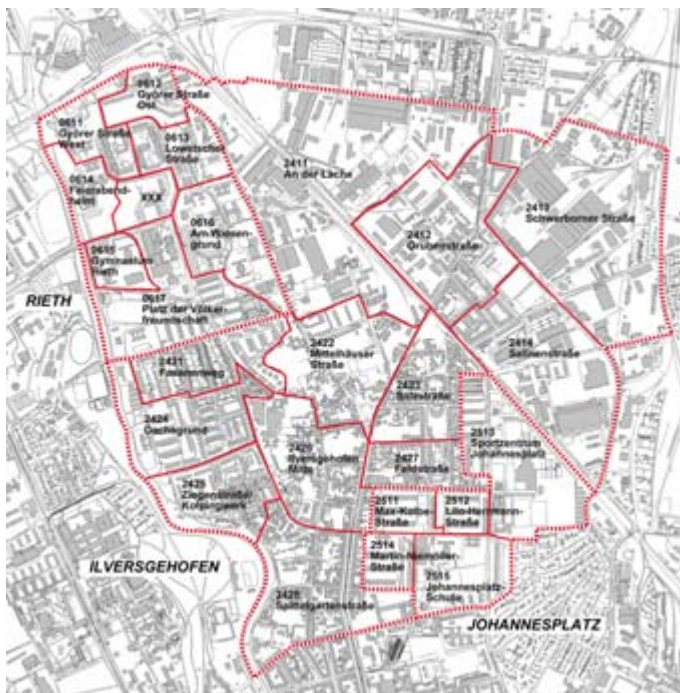 0612
Györer Straße
Ost
0611
Györer Straße
West
0613
Lowetscher
Straße
2411
An der Lache
0614
Feierabend-
heim
XXX
2413
Schwerborner Straße
0616
Am Wiesen-
grund
2412
Grubenstraße
0615
Gymnasium
Rieth
RIETH
0617
Platz der Völker-
freundschaft
2422
Mittelhäuser
Straße
2414
Salinenstraße
2421
Fasanenweg
2423
Salzstraße
2424
Gachegrund
2513
Sportzentrum
Johannesplatz
2426
Ilversgehofen
Mitte
2427
Feldstraße
2425
Ziegenstraße/
Kolpingwerk
2511
Max-Kolbe-
Straße
2512
Lilo-Herrmann-
Straße
2514
Martin-Niemöller-
Straße
2515
Johannesplatz-
Schule
ILVERSGEHOFEN
2428
Spittelgartenstraße
JOHANNESPLATZ